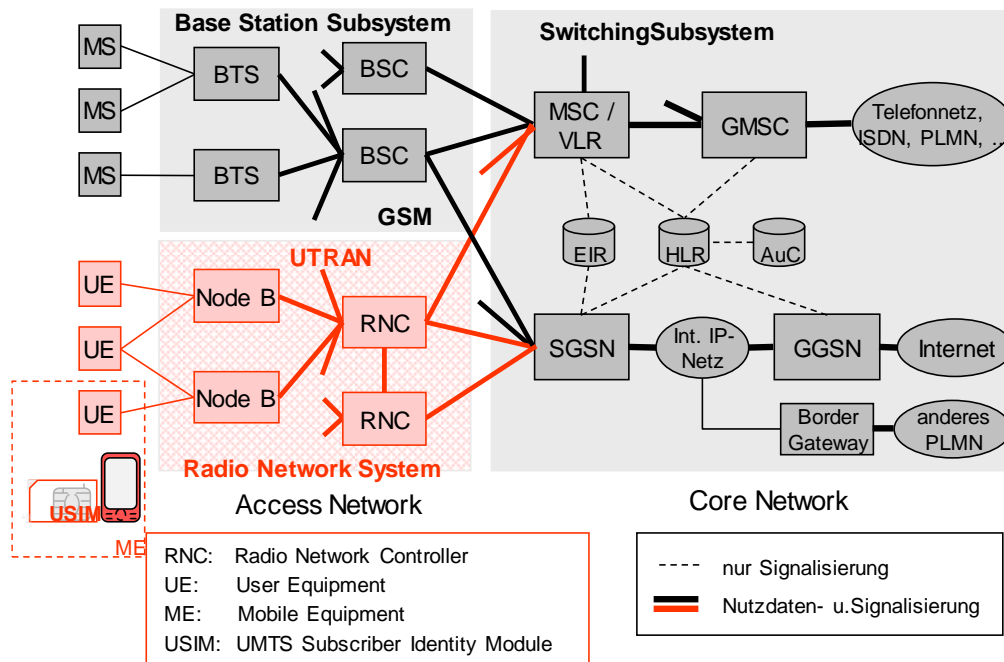 Base Station Subsystem
SwitchingSubsystem
MS
MS
MS
BTS
BTS
BSC
BSC
GSM
MSC /
VLR
GMSC
Telefonnetz,
ISDN, PLMN, ..
EIR
HLR
AuC
UTRAN
UE
UE
UE
Node B
Node B
RNC
RNC
SGSN
Int. IP-
Netz
GGSN
Internet
Border
Gateway
anderes
PLMN
Radio Network System
USIM
ME
Access Network
Core Network
RNC: Radio Network Controller
UE: User Equipment
ME: Mobile Equipment
USIM: UMTS Subscriber Identity Module
nur Signalisierung
Nutzdaten- u.Signalisierung